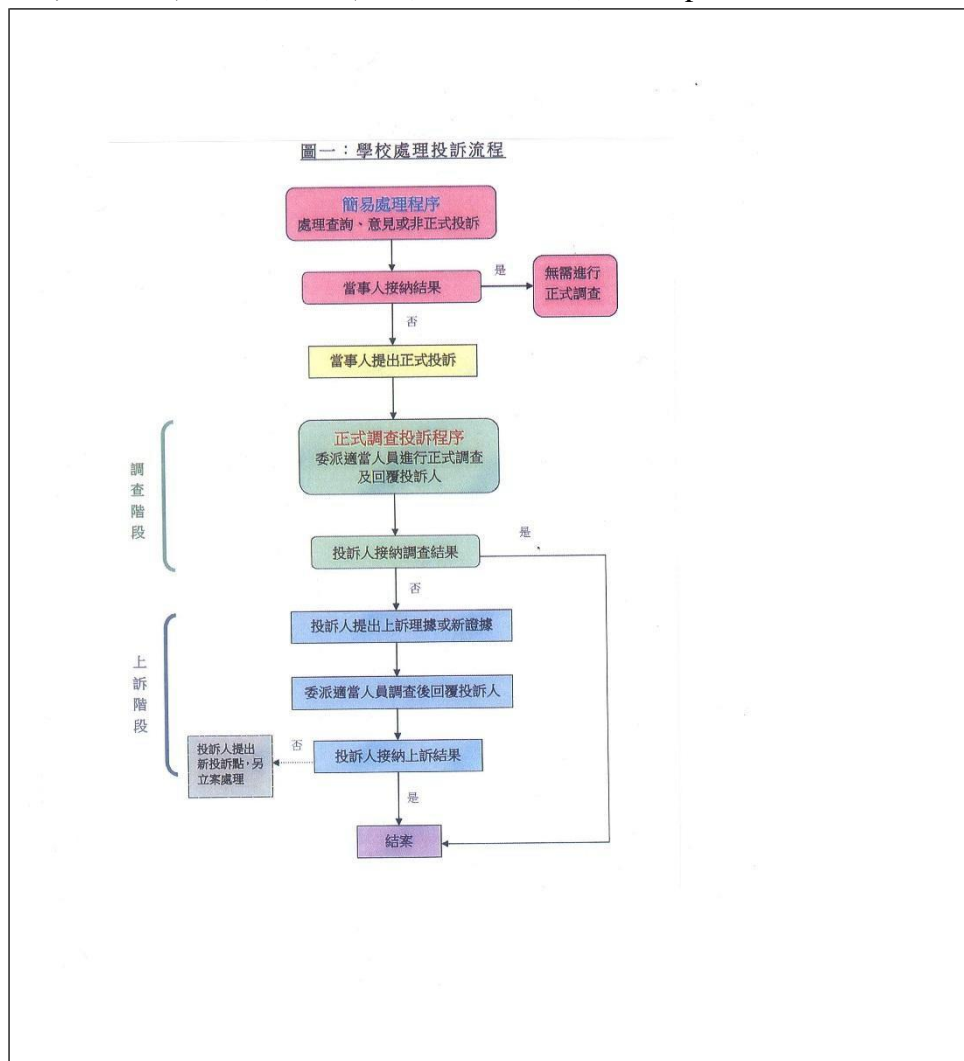 圖一：學校處理投訴流程
簡易處理程序
處理查詢、意見或非正式投訴
當事人接納結果
是
無需進行
正式調查
否
當事人提出正式投訴
調查階段
正式調查投訴程序
委派適當人員進行正式調查
及回覆投訴人
投訴人接納調查結果
是
否
上訴階段
投訴人提出上訴理據或新證據
委派適當人員調查後回覆投訴人
投訴人接納上訴結果
否
投訴人提出
新投訴點，另
立案處理
是
結案